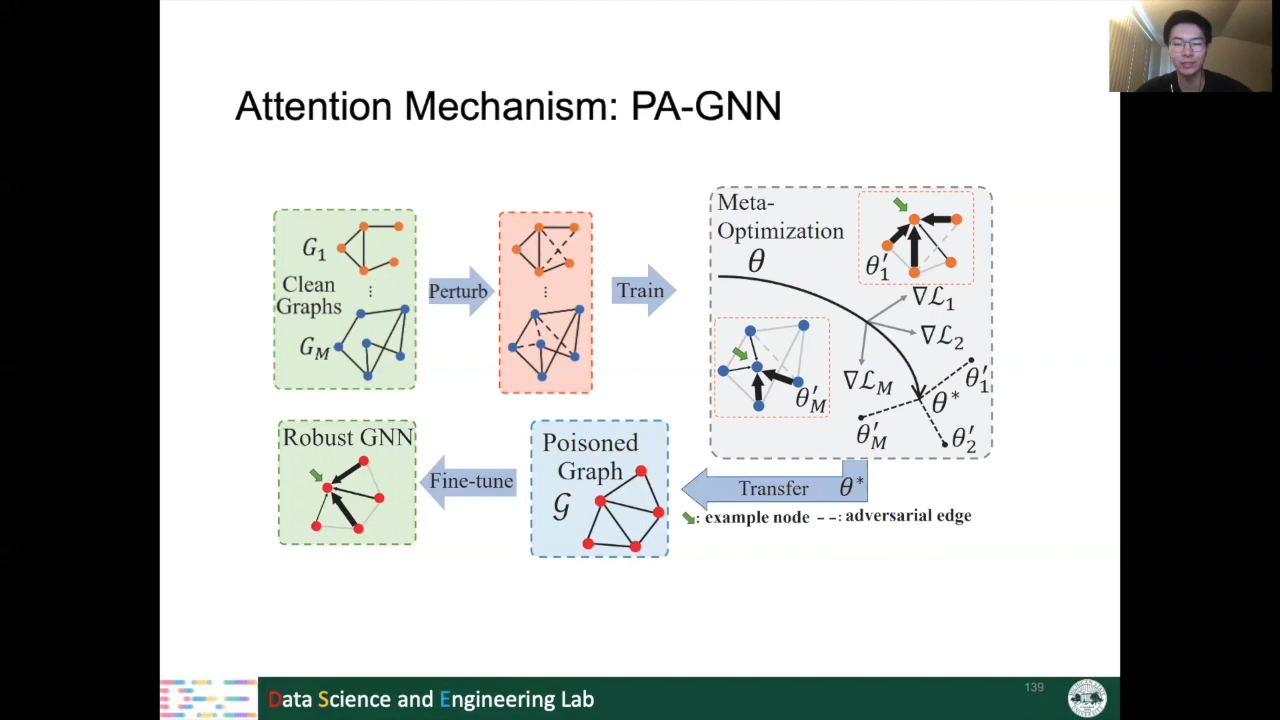 Attention Mechanism: PA-GNN
G₁
Clean
Graphs
⋮
G_M
Perturb
⋮
Train
Meta-
Optimization
θ
θ′₁
∇ℒ₁
∇ℒ₂
∇ℒ_M
θ′_M
θ′₁
θ*
θ′_M
θ′₂
Transfer θ*
: example node --: adversarial edge
Poisoned
Graph
𝒢
Fine-tune
Robust GNN
Data Science and Engineering Lab
139